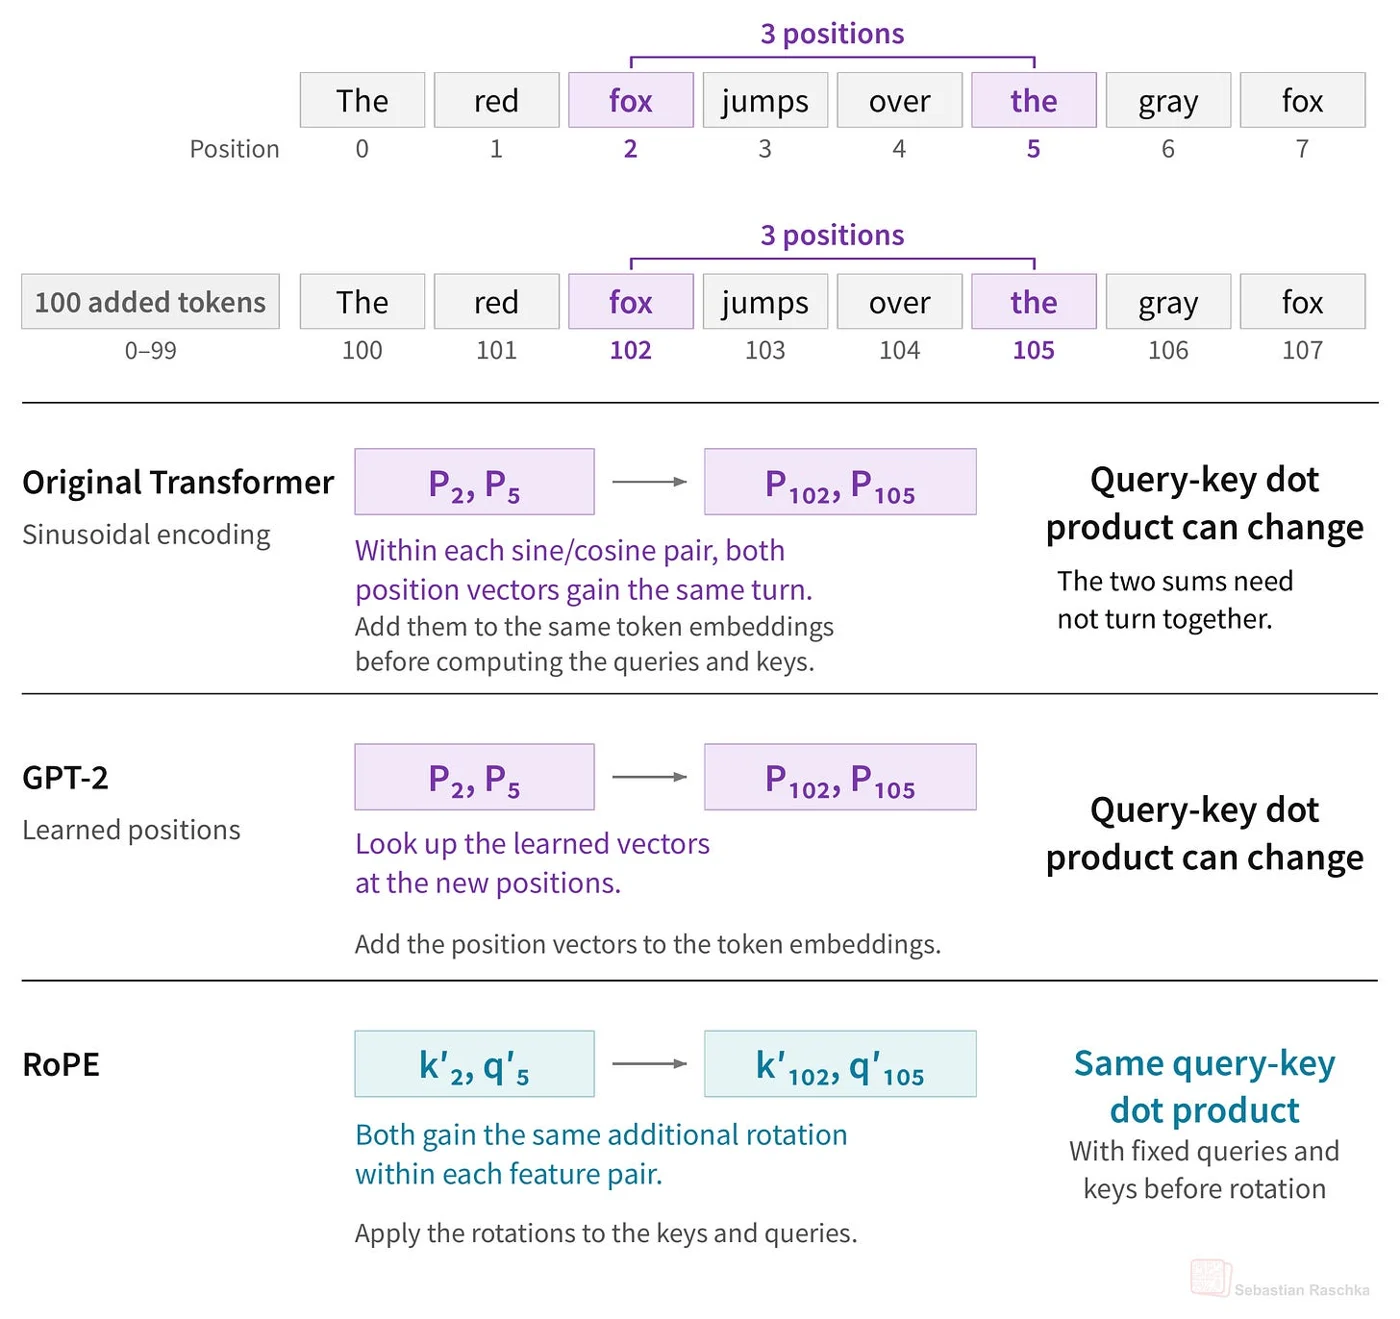 3 positions
The red fox jumps over the gray fox
Position 0 1 2 3 4 5 6 7
3 positions
100 added tokens The red fox jumps over the gray fox
0–99 100 101 102 103 104 105 106 107
Original Transformer
Sinusoidal encoding
P₂, P₅
P₁₀₂, P₁₀₅
Within each sine/cosine pair, both
position vectors gain the same turn.
Add them to the same token embeddings
before computing the queries and keys.
Query-key dot
product can change
The two sums need
not turn together.
GPT-2
Learned positions
P₂, P₅
P₁₀₂, P₁₀₅
Look up the learned vectors
at the new positions.
Add the position vectors to the token embeddings.
Query-key dot
product can change
RoPE
k′₂, q′₅
k′₁₀₂, q′₁₀₅
Both gain the same additional rotation
within each feature pair.
Apply the rotations to the keys and queries.
Same query-key
dot product
With fixed queries and
keys before rotation
Sebastian Raschka